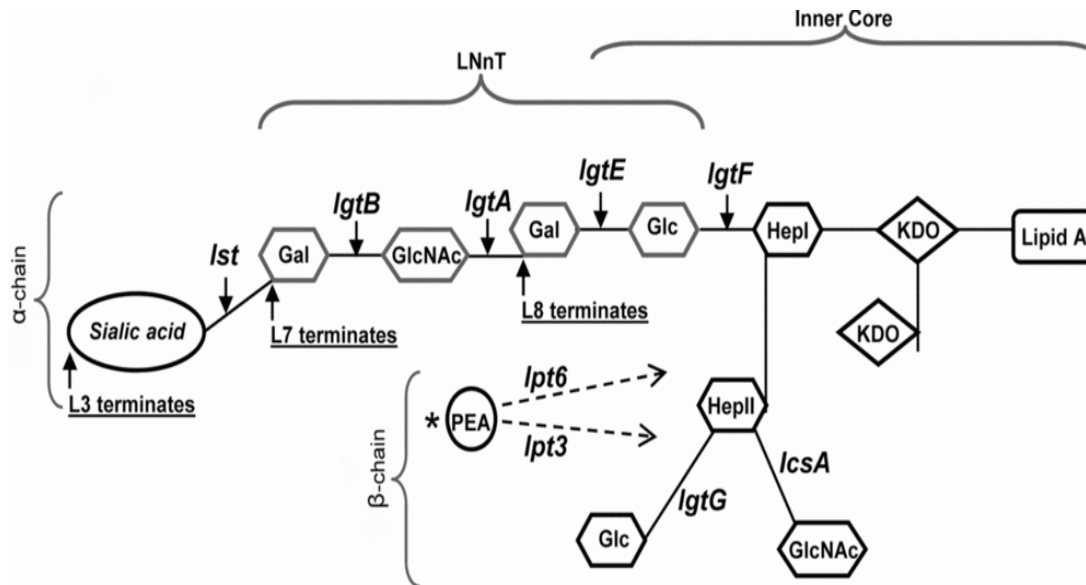 Inner Core
LNnT
lgtE
lgtF
lgtB
lgtA
Gal
Glc
HepI
KDO
Lipid A
lst
Gal
GlcNAc
α-chain
Sialic acid
L7 terminates
L8 terminates
KDO
L3 terminates
lpt6
HepII
* PEA
lpt3
β-chain
lcsA
lgtG
Glc
GlcNAc